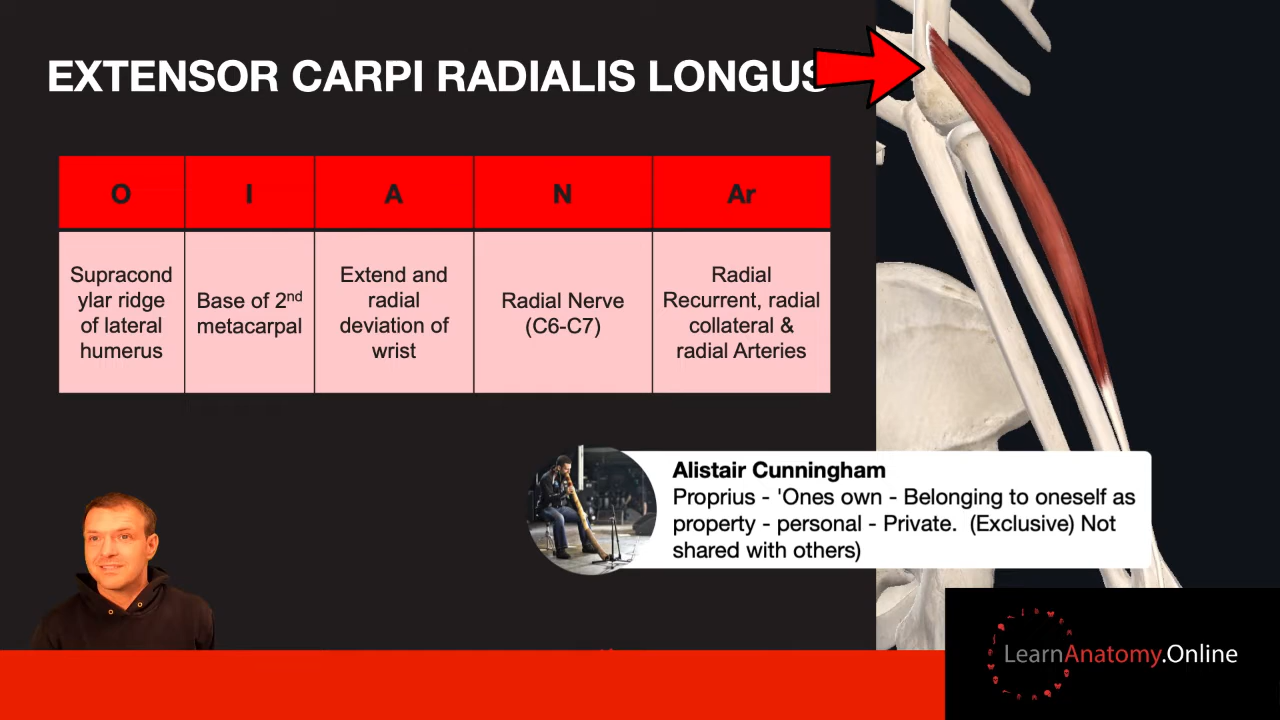 EXTENSOR CARPI RADIALIS LONGUS
O I A N Ar
Supracond
ylar ridge
of lateral
humerus
Base of 2nd
metacarpal
Extend and
radial
deviation of
wrist
Radial Nerve
(C6-C7)
Radial
Recurrent, radial
collateral &
radial Arteries
Alistair Cunningham
Proprius - 'Ones own - Belonging to oneself as
property - personal - Private. (Exclusive) Not
shared with others)
LearnAnatomy.Online